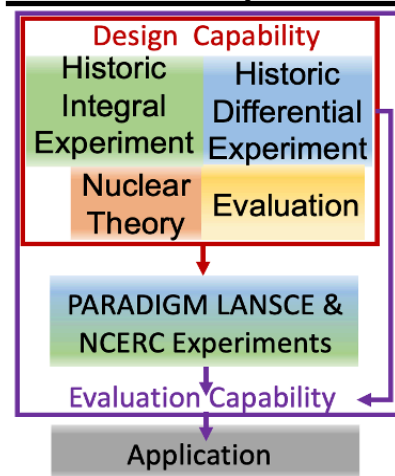 Design Capability
Historic
Integral
Experiment
Historic
Differential
Experiment
Nuclear
Theory
Evaluation
PARADIGM LANSCE &
NCERC Experiments
Evaluation Capability
Application